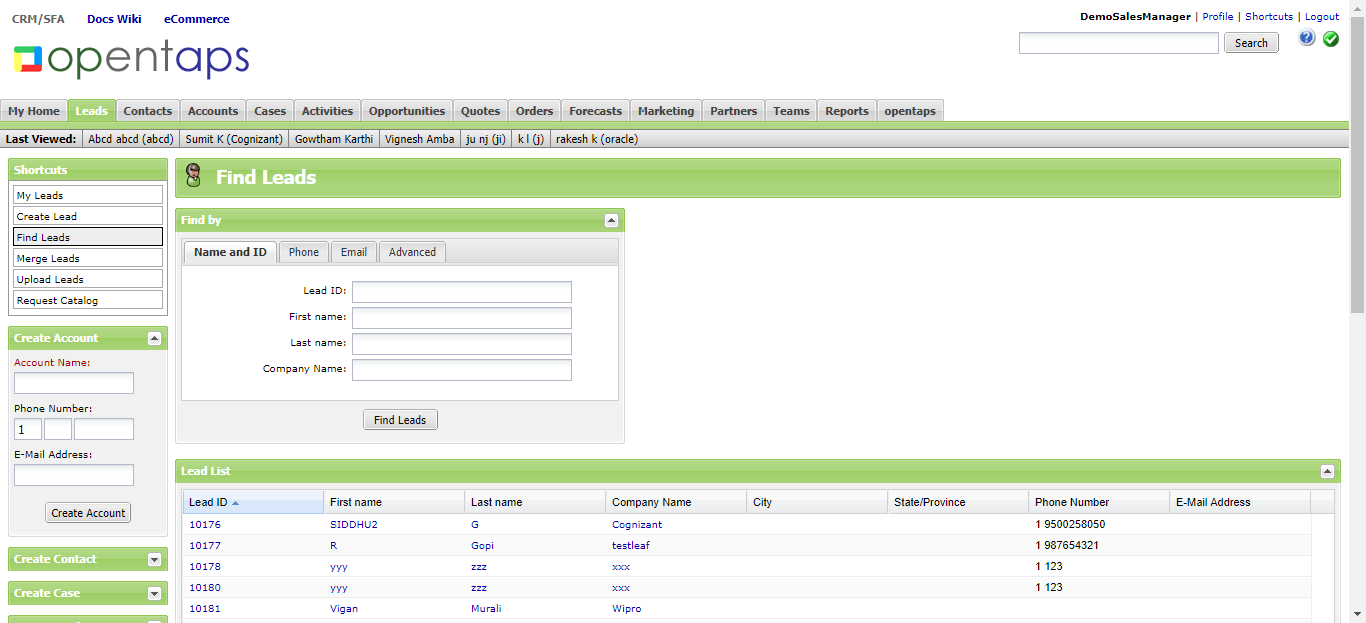 CRM/SFA Docs Wiki eCommerce
DemoSalesManager | Profile | Shortcuts | Logout
opentaps
Search
My Home Leads Contacts Accounts Cases Activities Opportunities Quotes Orders Forecasts Marketing Partners Teams Reports opentaps
Last Viewed: Abcd abcd (abcd) Sumit K (Cognizant) Gowtham Karthi Vignesh Amba ju nj (ji) k l (j) rakesh k (oracle)
Shortcuts
My Leads
Create Lead
Find Leads
Merge Leads
Upload Leads
Request Catalog
Create Account
Account Name:
Phone Number:
1
E-Mail Address:
Create Account
Create Contact
Create Case
Find Leads
Find by
Name and ID Phone Email Advanced
Lead ID:
First name:
Last name:
Company Name:
Find Leads
Lead List
Lead ID First name Last name Company Name City State/Province Phone Number E-Mail Address
10176 SIDDHU2 G Cognizant 1 9500258050
10177 R Gopi testleaf 1 987654321
10178 yyy zzz xxx 1 123
10180 yyy zzz xxx 1 123
10181 Vigan Murali Wipro